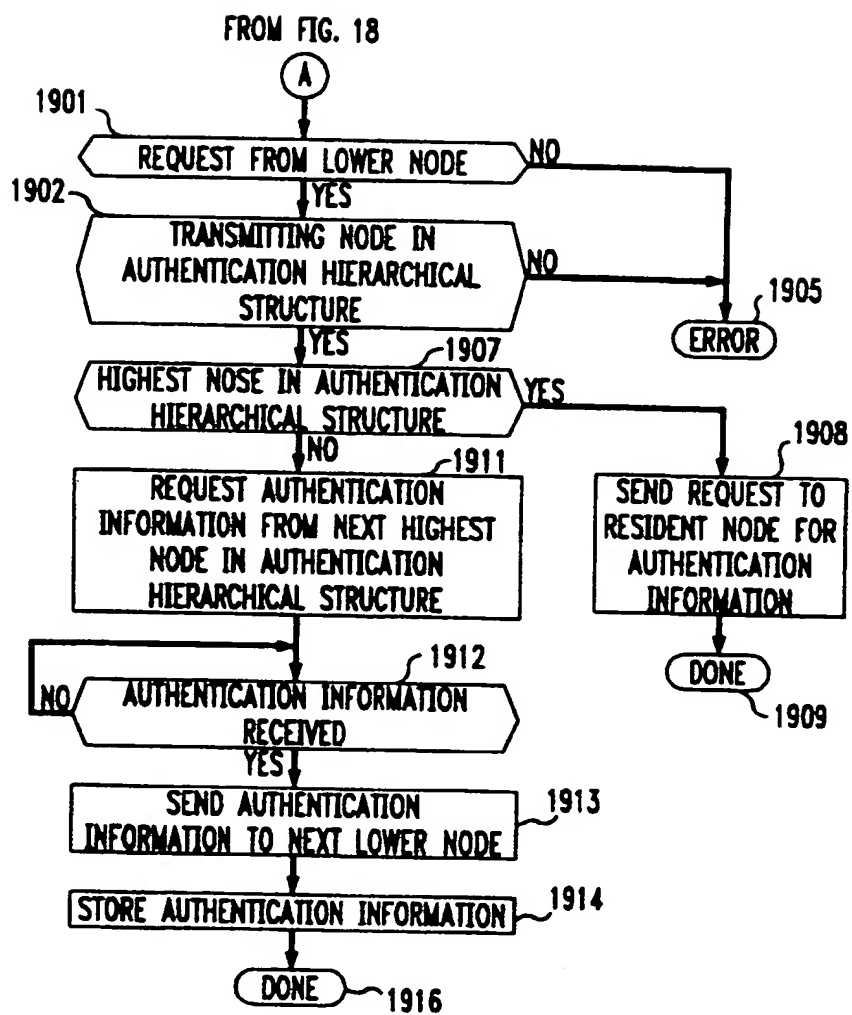 FROM FIG. 18
A
1901
REQUEST FROM LOWER NODE
NO
YES
1902
TRANSMITTING NODE IN
AUTHENTICATION HIERARCHICAL
STRUCTURE
NO
YES
1905
ERROR
1907
HIGHEST NOSE IN AUTHENTICATION
HIERARCHICAL STRUCTURE
YES
NO
1908
SEND REQUEST TO
RESIDENT NODE FOR
AUTHENTICATION
INFORMATION
DONE
1909
1911
REQUEST AUTHENTICATION
INFORMATION FROM NEXT HIGHEST
NODE IN AUTHENTICATION
HIERARCHICAL STRUCTURE
1912
AUTHENTICATION INFORMATION
RECEIVED
NO
YES
SEND AUTHENTICATION
INFORMATION TO NEXT LOWER NODE
1913
STORE AUTHENTICATION INFORMATION
1914
DONE
1916